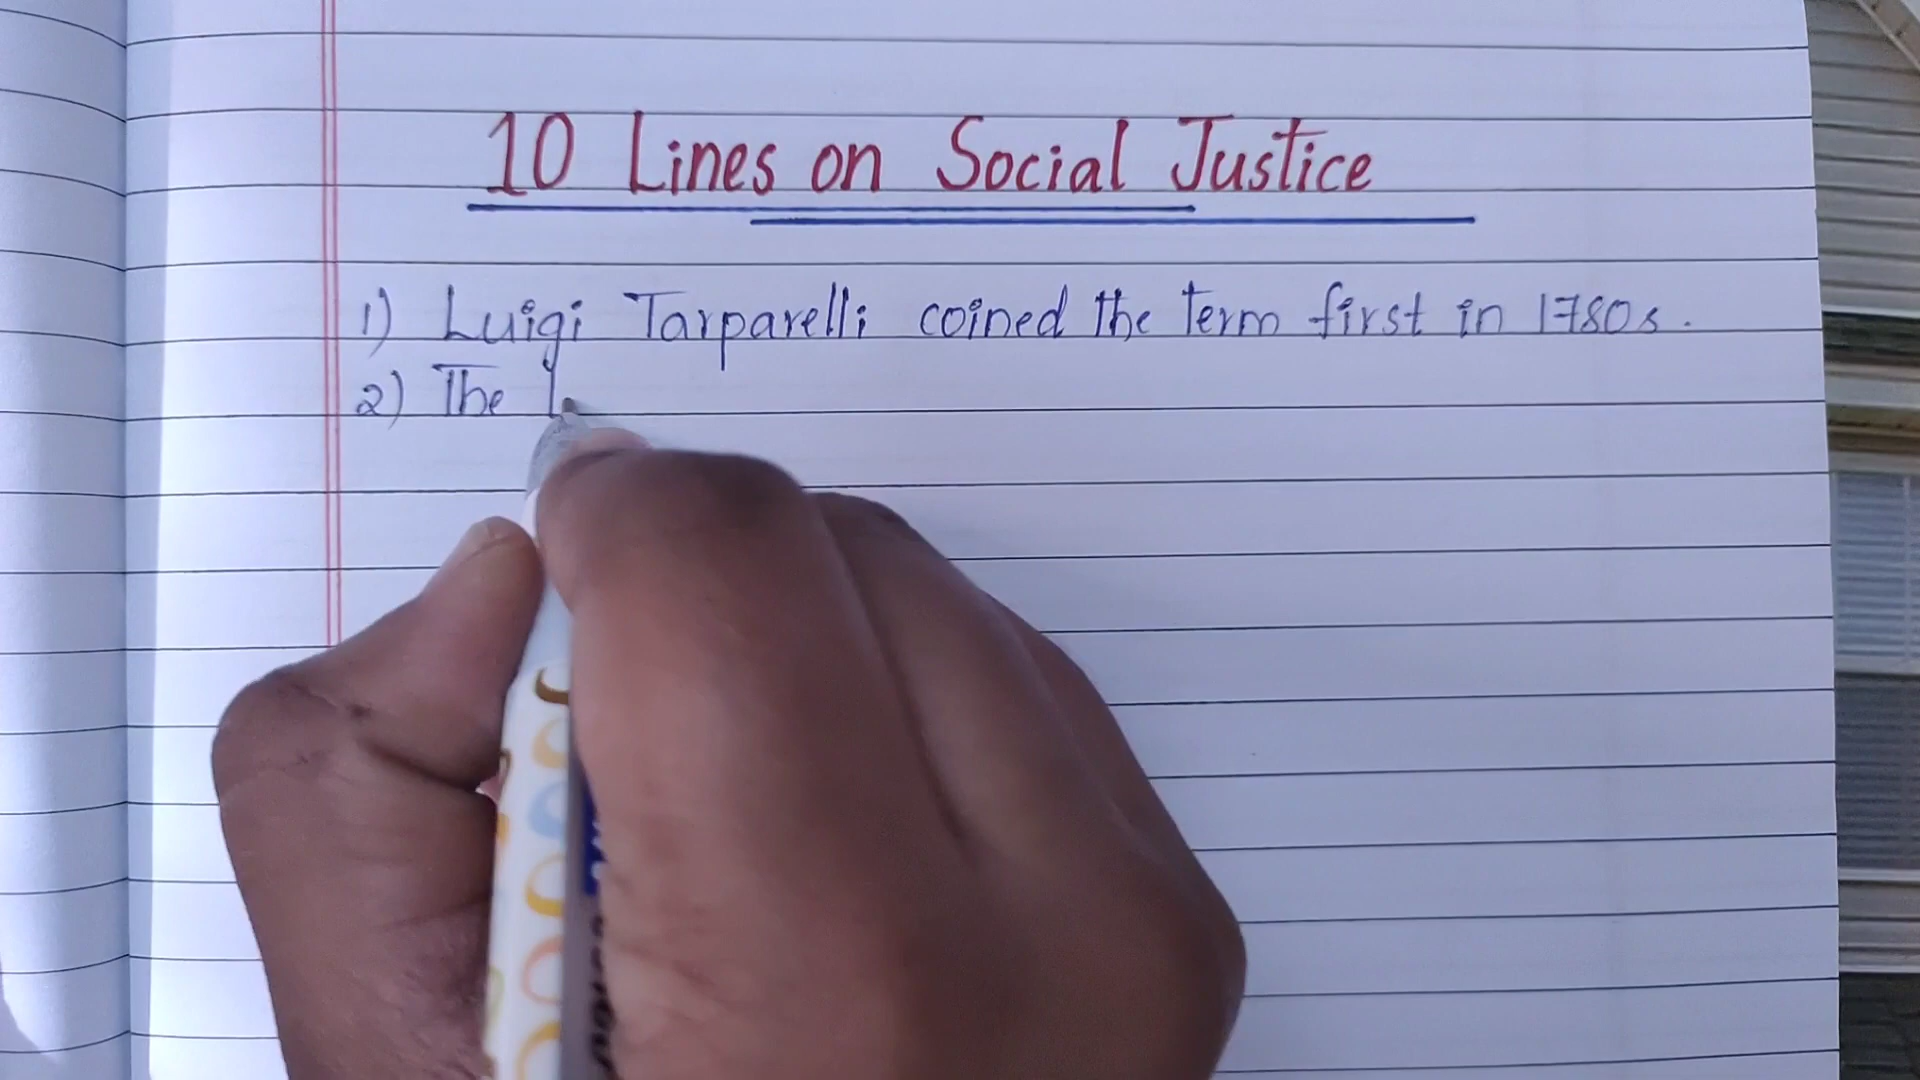 10 Lines on Social Justice
1) Luigi Tarparelli coined the term first in 1780s.
2) The